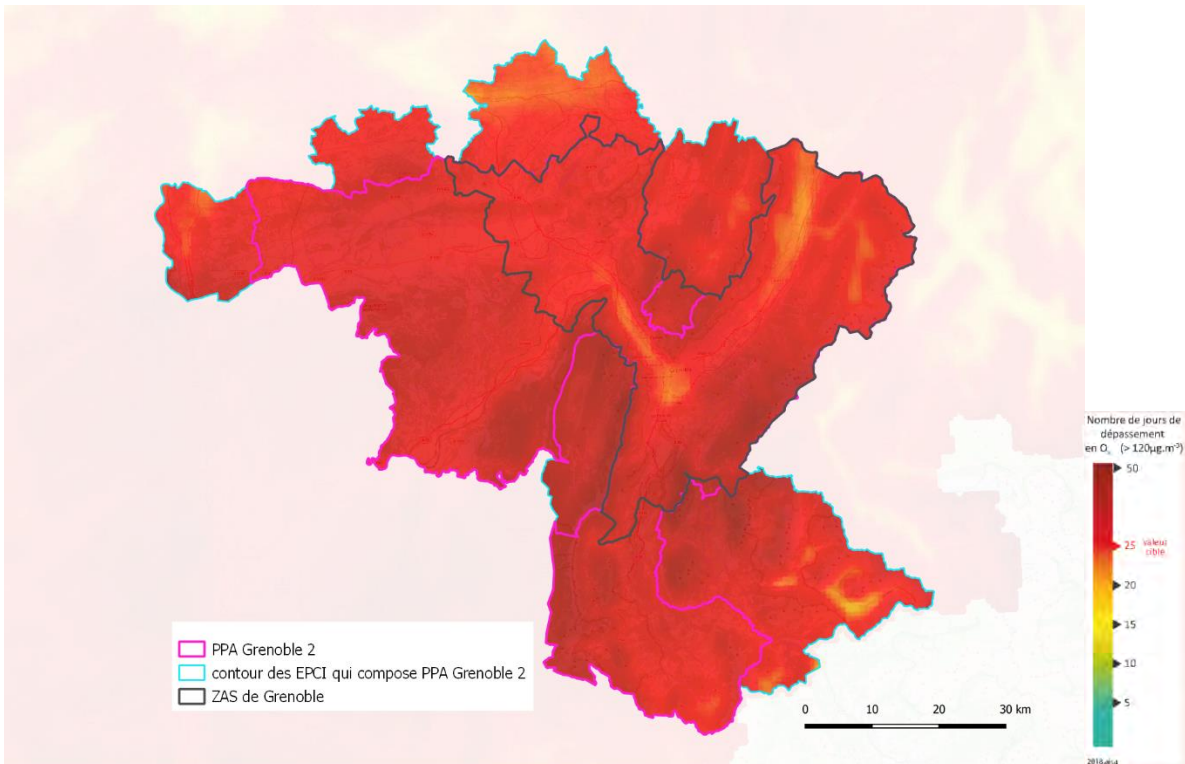 PPA Grenoble 2
contour des EPCI qui compose PPA Grenoble 2
ZAS de Grenoble
0 10 20 30 km
Nombre de jours de
dépassement
en O₃ (>120µg.m⁻³)
50
25 Valeur
cible
20
15
10
5